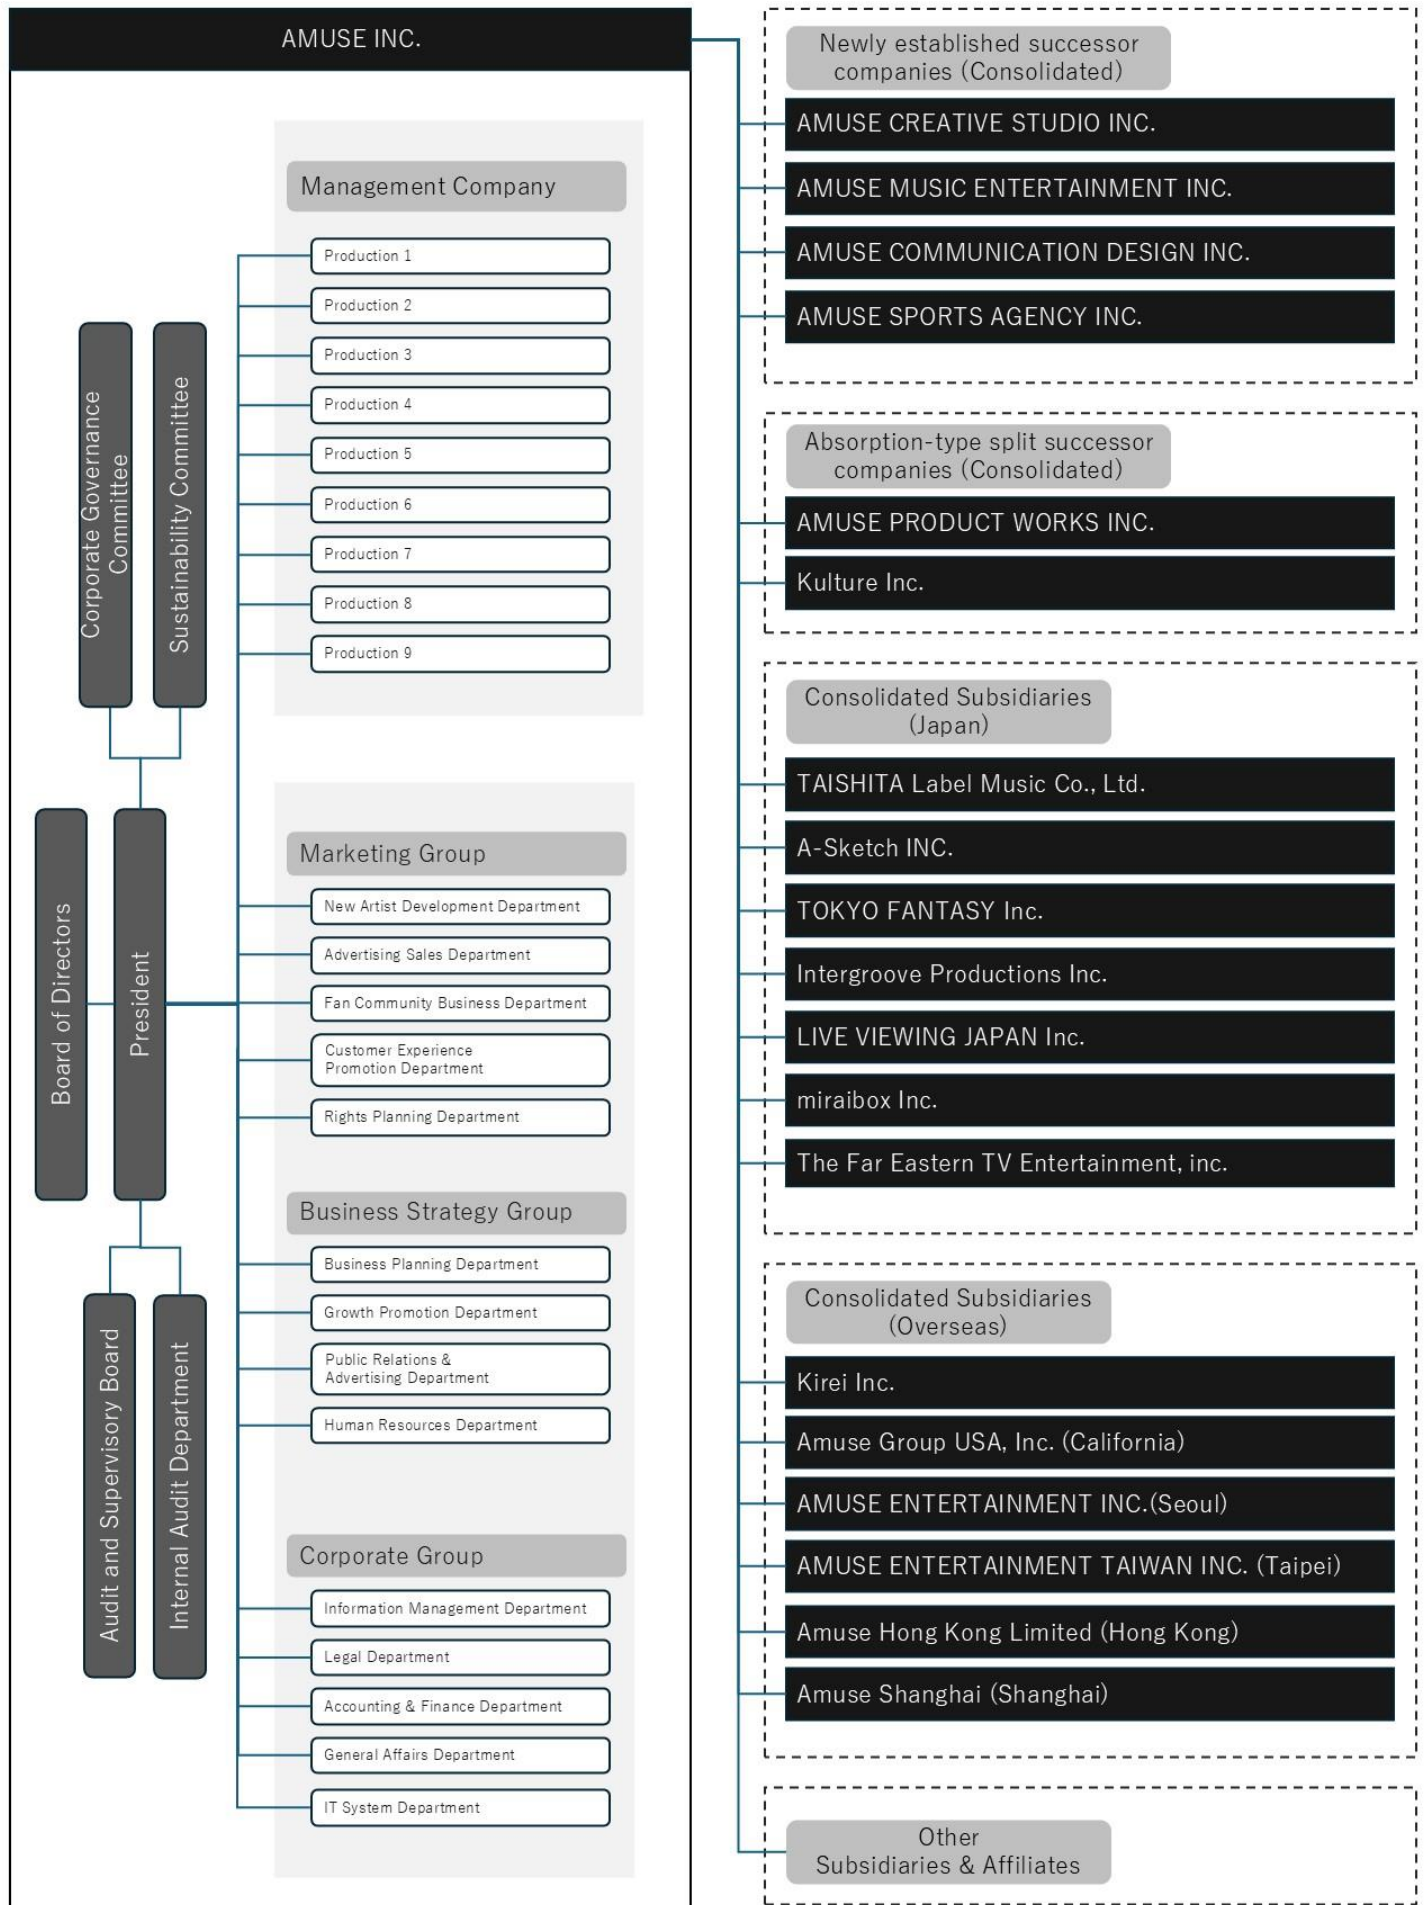 AMUSE INC.
Management Company
Production 1
Production 2
Production 3
Production 4
Production 5
Production 6
Production 7
Production 8
Production 9
Corporate Governance
Committee
Sustainability Committee
Board of Directors
President
Audit and Supervisory Board
Internal Audit Department
Marketing Group
New Artist Development Department
Advertising Sales Department
Fan Community Business Department
Customer Experience
Promotion Department
Rights Planning Department
Business Strategy Group
Business Planning Department
Growth Promotion Department
Public Relations &
Advertising Department
Human Resources Department
Corporate Group
Information Management Department
Legal Department
Accounting & Finance Department
General Affairs Department
IT System Department
Newly established successor
companies (Consolidated)
AMUSE CREATIVE STUDIO INC.
AMUSE MUSIC ENTERTAINMENT INC.
AMUSE COMMUNICATION DESIGN INC.
AMUSE SPORTS AGENCY INC.
Absorption-type split successor
companies (Consolidated)
AMUSE PRODUCT WORKS INC.
Kulture Inc.
Consolidated Subsidiaries
(Japan)
TAISHITA Label Music Co., Ltd.
A-Sketch INC.
TOKYO FANTASY Inc.
Intergroove Productions Inc.
LIVE VIEWING JAPAN Inc.
miraibox Inc.
The Far Eastern TV Entertainment, inc.
Consolidated Subsidiaries
(Overseas)
Kirei Inc.
Amuse Group USA, Inc. (California)
AMUSE ENTERTAINMENT INC.(Seoul)
AMUSE ENTERTAINMENT TAIWAN INC. (Taipei)
Amuse Hong Kong Limited (Hong Kong)
Amuse Shanghai (Shanghai)
Other
Subsidiaries & Affiliates